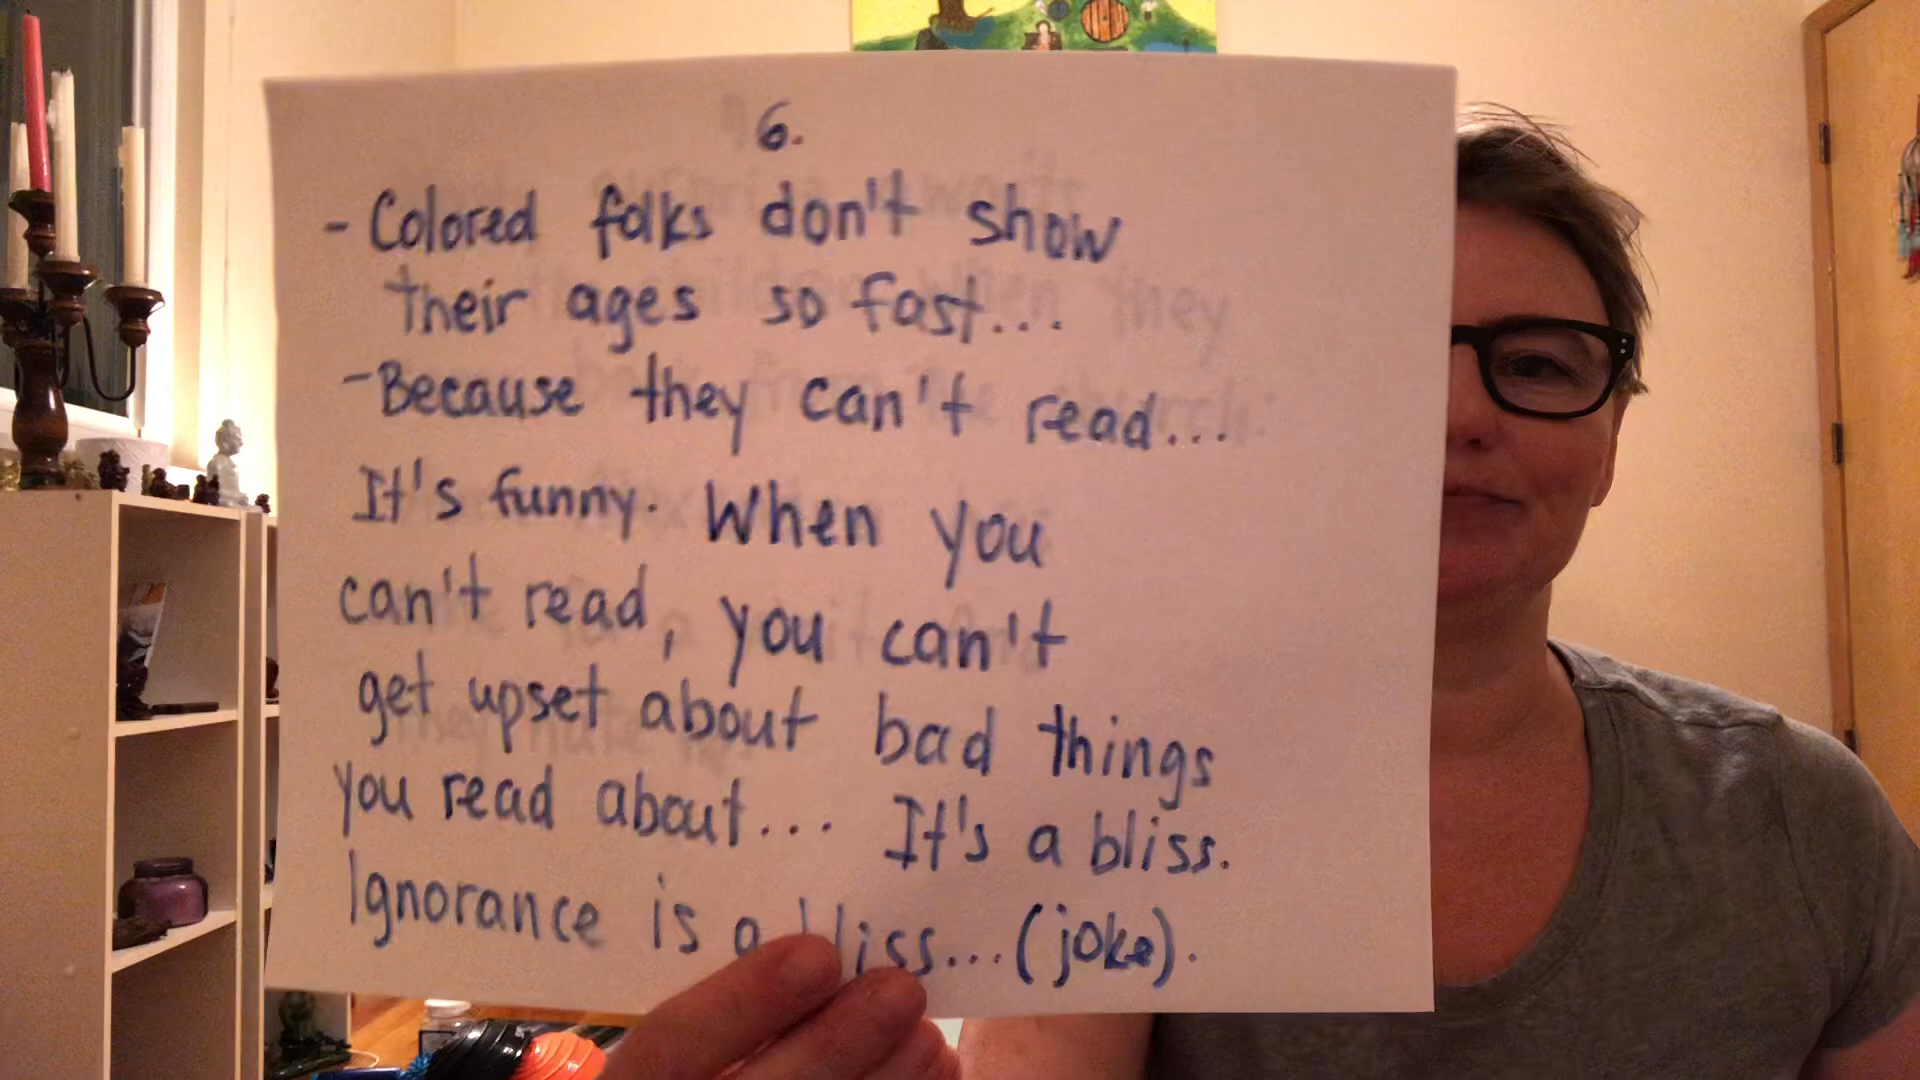 6.
- Colored folks don't show
their ages so fast...
- Because they can't read...
It's funny. When you
can't read, you can't
get upset about bad things
you read about... It's a bliss.
Ignorance is a bliss...(joke).